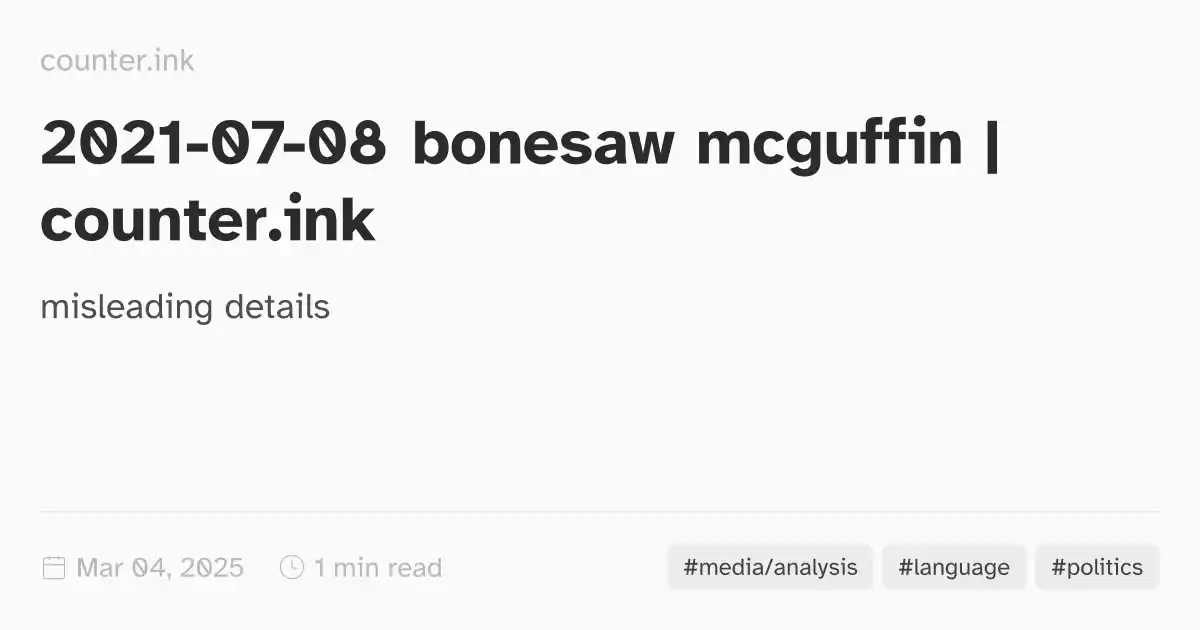 counter.ink
2021-07-08 bonesaw mcguffin |
counter.ink
misleading details
Mar 04, 2025 1 min read #media/analysis #language #politics